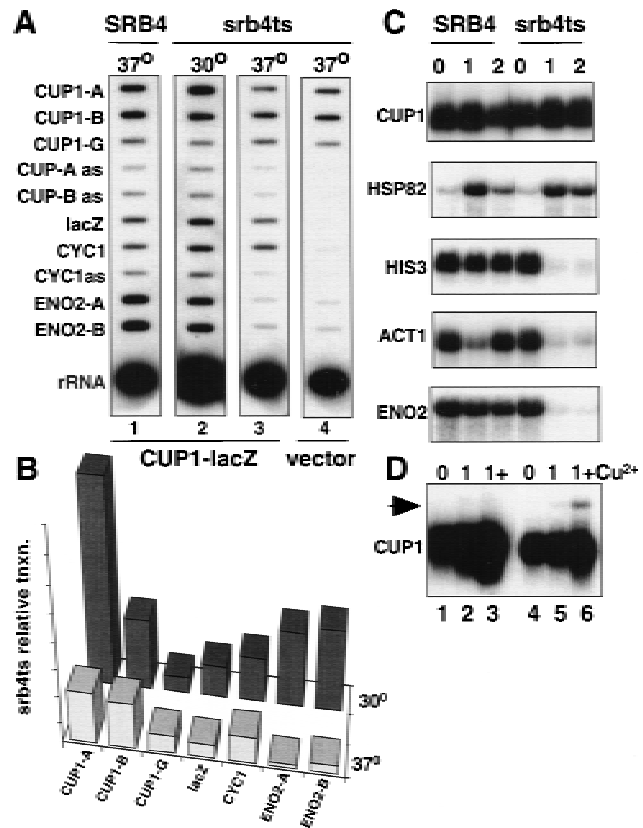 A
SRB4 srb4ts
37° 30° 37° 37°
CUP1-A
CUP1-B
CUP1-G
CUP-A as
CUP-B as
lacZ
CYC1
CYC1as
ENO2-A
ENO2-B
rRNA
1 2 3 4
CUP1-lacZ vector
B
srb4ts relative tnxn.
30°
37°
CUP1-A CUP1-B CUP1-G lacZ CYC1 ENO2-A ENO2-B
C
SRB4 srb4ts
0 1 2 0 1 2
CUP1
HSP82
HIS3
ACT1
ENO2
D
0 1 1+ 0 1 1+Cu²⁺
CUP1
1 2 3 4 5 6